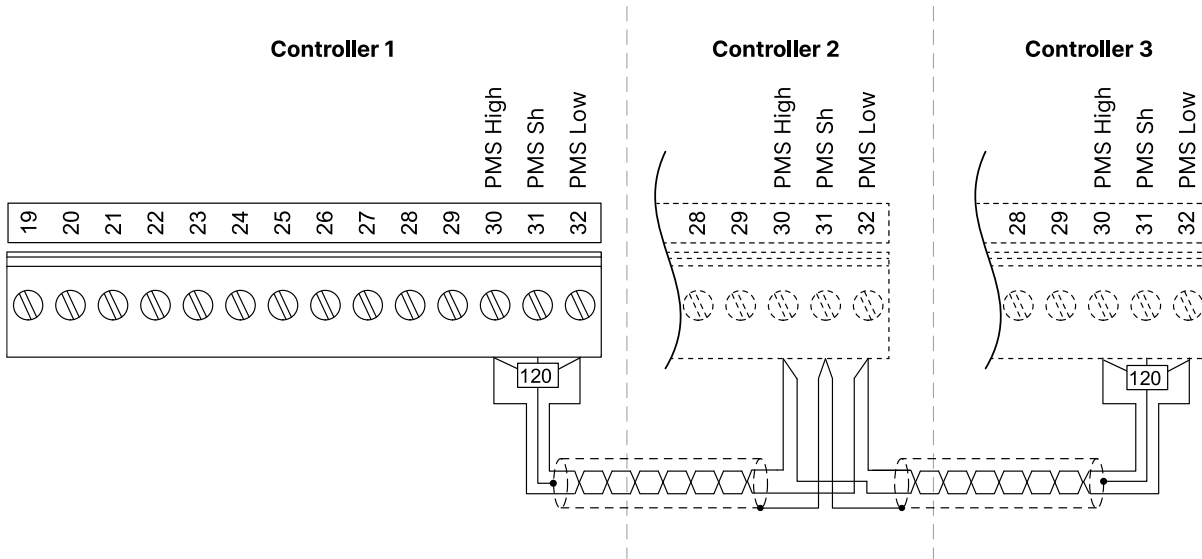 Controller 1
Controller 2
Controller 3
PMS High
PMS Sh
PMS Low
PMS High
PMS Sh
PMS Low
PMS High
PMS Sh
PMS Low
19 20 21 22 23 24 25 26 27 28 29 30 31 32
28 29 30 31 32
28 29 30 31 32
120
120